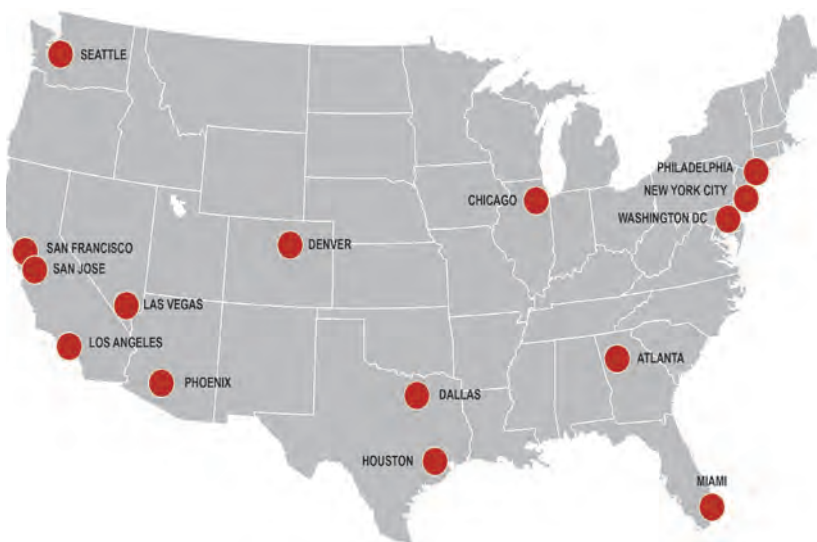 SEATTLE
PHILADELPHIA
NEW YORK CITY
CHICAGO
WASHINGTON DC
SAN FRANCISCO
DENVER
SAN JOSE
LAS VEGAS
LOS ANGELES
ATLANTA
PHOENIX
DALLAS
HOUSTON
MIAMI